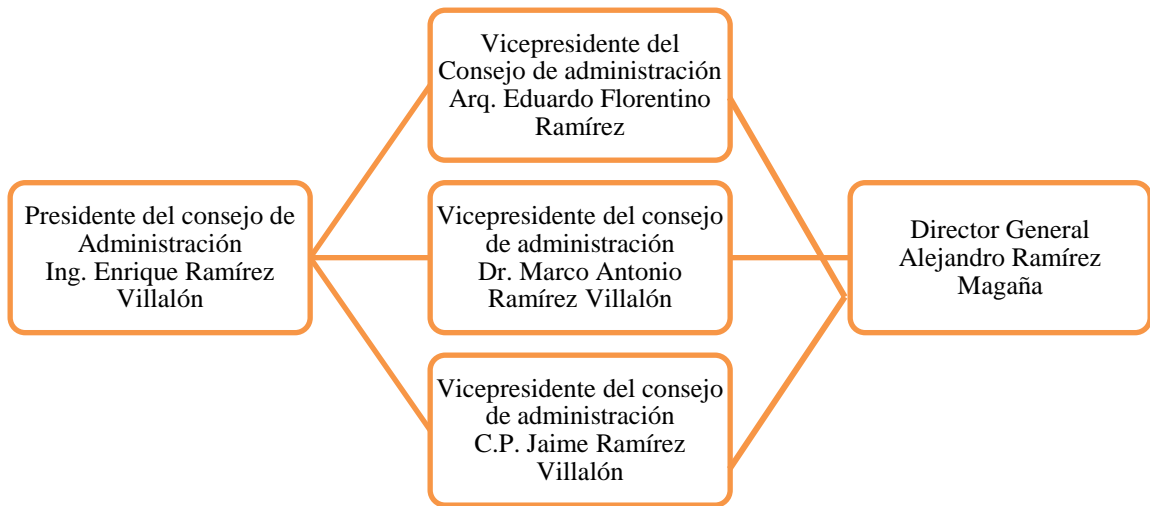 Presidente del consejo de
Administración
Ing. Enrique Ramírez
Villalón
Vicepresidente del
Consejo de administración
Arq. Eduardo Florentino
Ramírez
Vicepresidente del consejo
de administración
Dr. Marco Antonio
Ramírez Villalón
Vicepresidente del consejo
de administración
C.P. Jaime Ramírez
Villalón
Director General
Alejandro Ramírez
Magaña